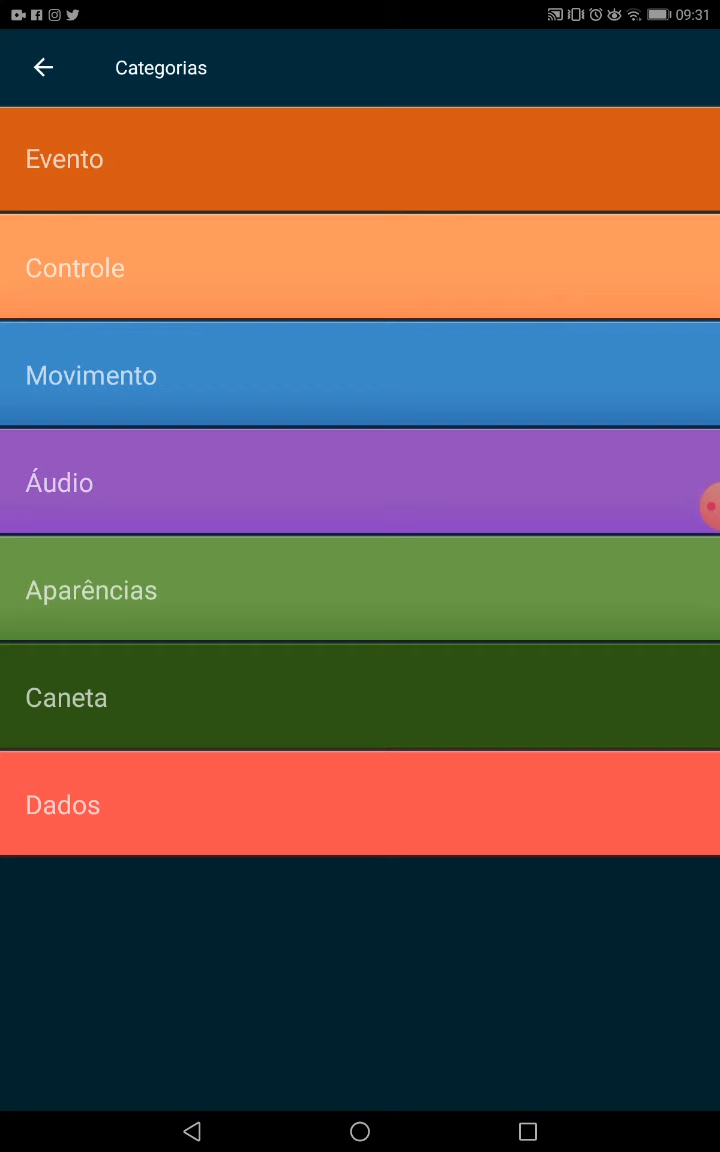 09:31
Categorias
Evento
Controle
Movimento
Áudio
Aparências
Caneta
Dados